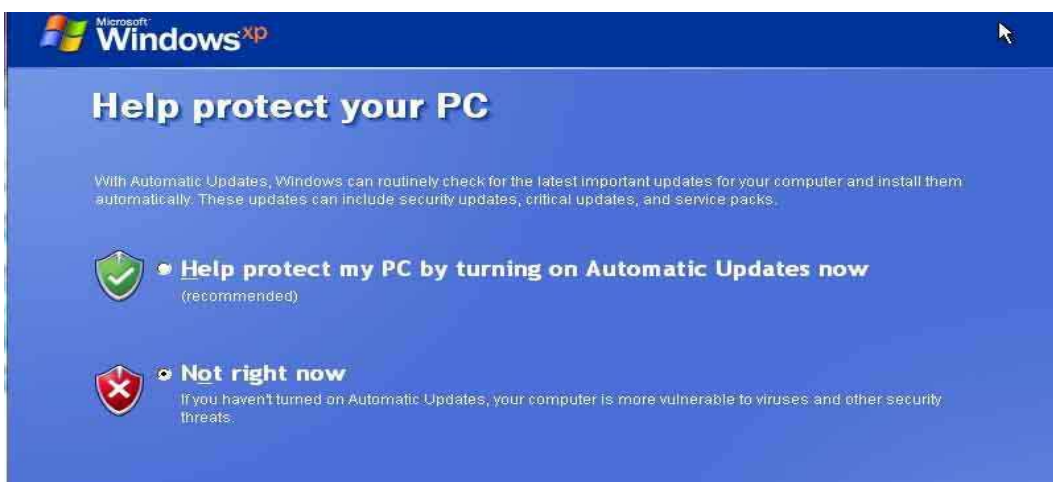 Microsoft
Windows xp
Help protect your PC
With Automatic Updates, Windows can routinely check for the latest important updates for your computer and install them
automatically. These updates can include security updates, critical updates, and service packs.
Help protect my PC by turning on Automatic Updates now
(recommended)
Not right now
If you haven't turned on Automatic Updates, your computer is more vulnerable to viruses and other security
threats.